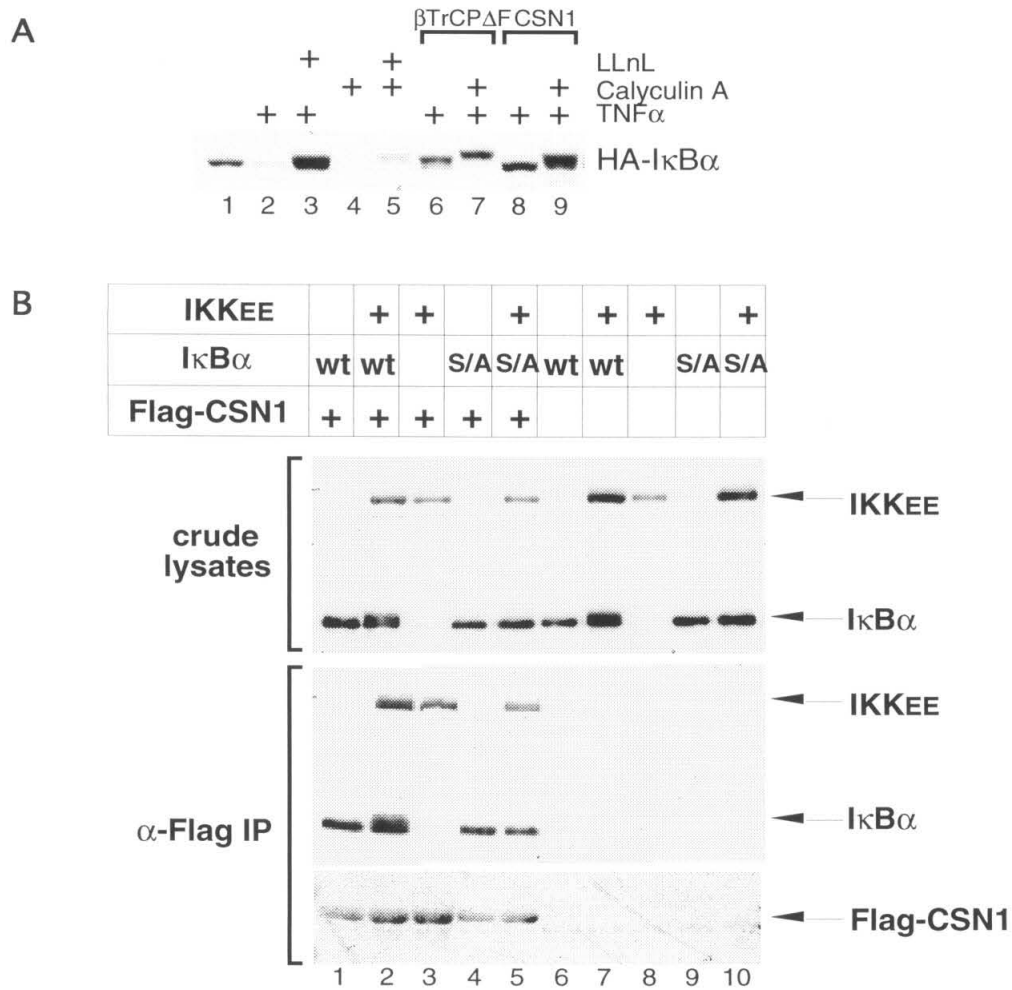 A
βTrCPΔF CSN1
+ + LLnL
+ + + + Calyculin A
+ + + + + + TNFα
HA-IκBα
1 2 3 4 5 6 7 8 9
B
IKKEE + + + + + +
IκBα wt wt S/A S/A wt wt S/A S/A
Flag-CSN1 + + + + +
crude
lysates
IKKEE
IκBα
α-Flag IP
IKKEE
IκBα
Flag-CSN1
1 2 3 4 5 6 7 8 9 10